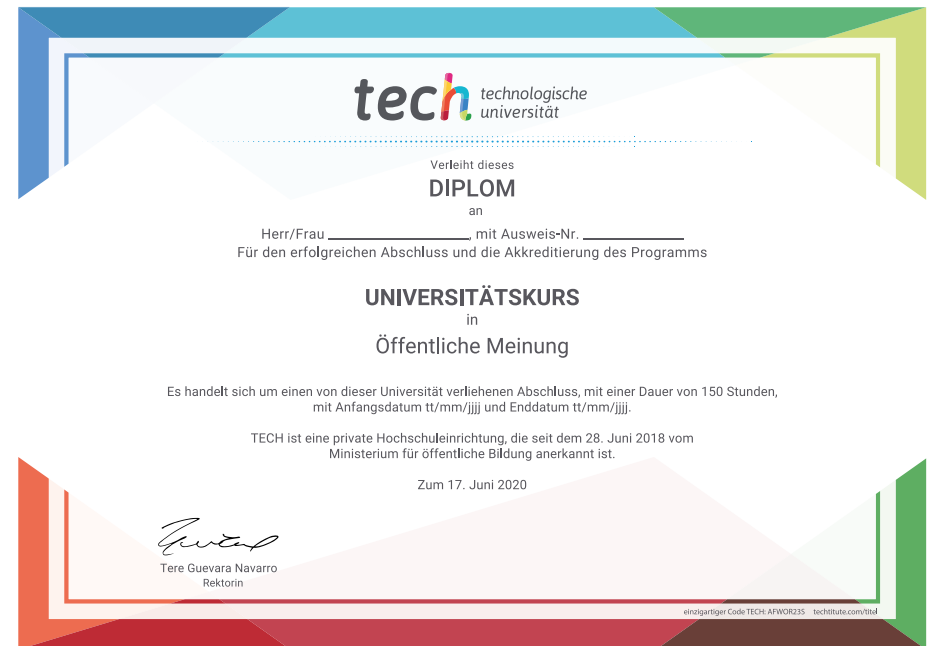 tech technologische
universität
Verleiht dieses
DIPLOM
an
Herr/Frau ________________, mit Ausweis-Nr. ____________
Für den erfolgreichen Abschluss und die Akkreditierung des Programms
UNIVERSITÄTSKURS
in
Öffentliche Meinung
Es handelt sich um einen von dieser Universität verliehenen Abschluss, mit einer Dauer von 150 Stunden,
mit Anfangsdatum tt/mm/jjjj und Enddatum tt/mm/jjjj.
TECH ist eine private Hochschuleinrichtung, die seit dem 28. Juni 2018 vom
Ministerium für öffentliche Bildung anerkannt ist.
Zum 17. Juni 2020
Tere Guevara Navarro
Rektorin
einzigartiger Code TECH: AFWOR235 techtitute.com/titel